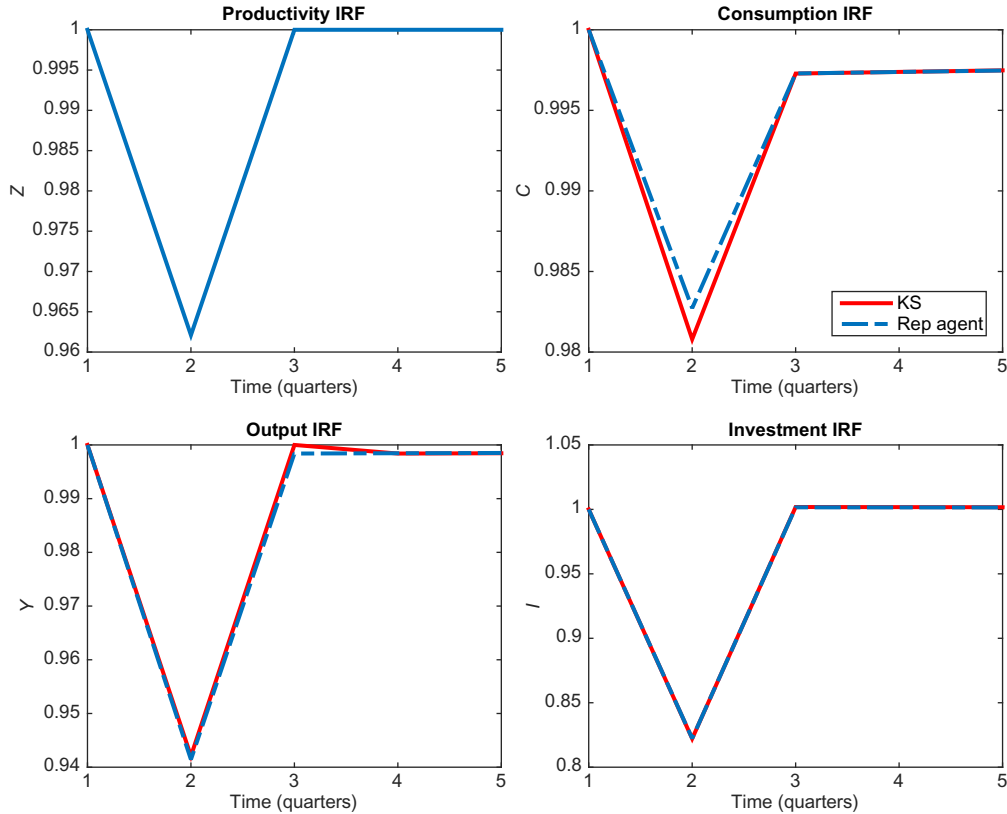 Productivity IRF
1
0.995
0.99
0.985
0.98
0.975
0.97
0.965
0.96
Z
1 2 3 4 5
Time (quarters)
Consumption IRF
1
0.995
0.99
0.985
0.98
C
KS
Rep agent
1 2 3 4 5
Time (quarters)
Output IRF
1
0.99
0.98
0.97
0.96
0.95
0.94
Y
1 2 3 4 5
Time (quarters)
Investment IRF
1.05
1
0.95
0.9
0.85
0.8
I
1 2 3 4 5
Time (quarters)